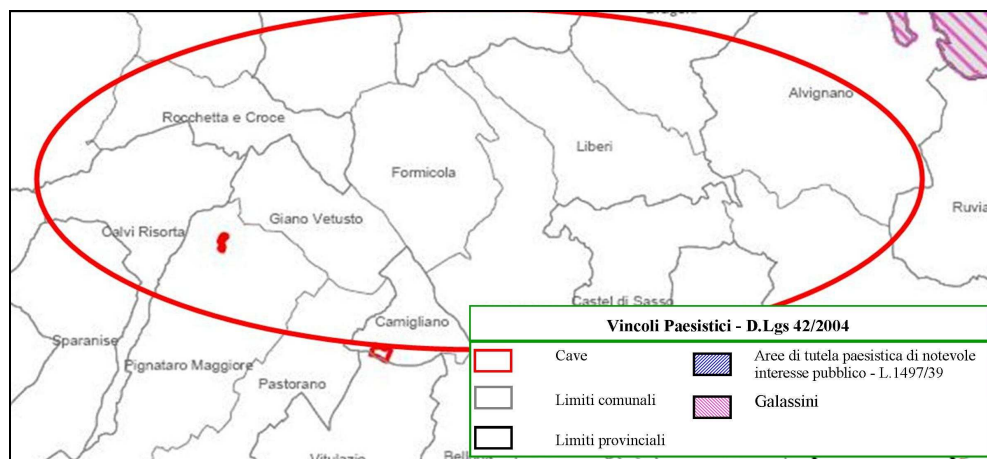 Alvignano
Rocchetta e Croce
Liberi
Formicola
Ruvia
Giano Vetusto
Calvi Risorta
Castel di Sasso
Camigliano
Sparanise
Pignataro Maggiore
Pastorano
Vincoli Paesistici - D.Lgs 42/2004
Cave
Aree di tutela paesistica di notevole
interesse pubblico - L.1497/39
Limiti comunali
Galassini
Limiti provinciali
Vitulazio